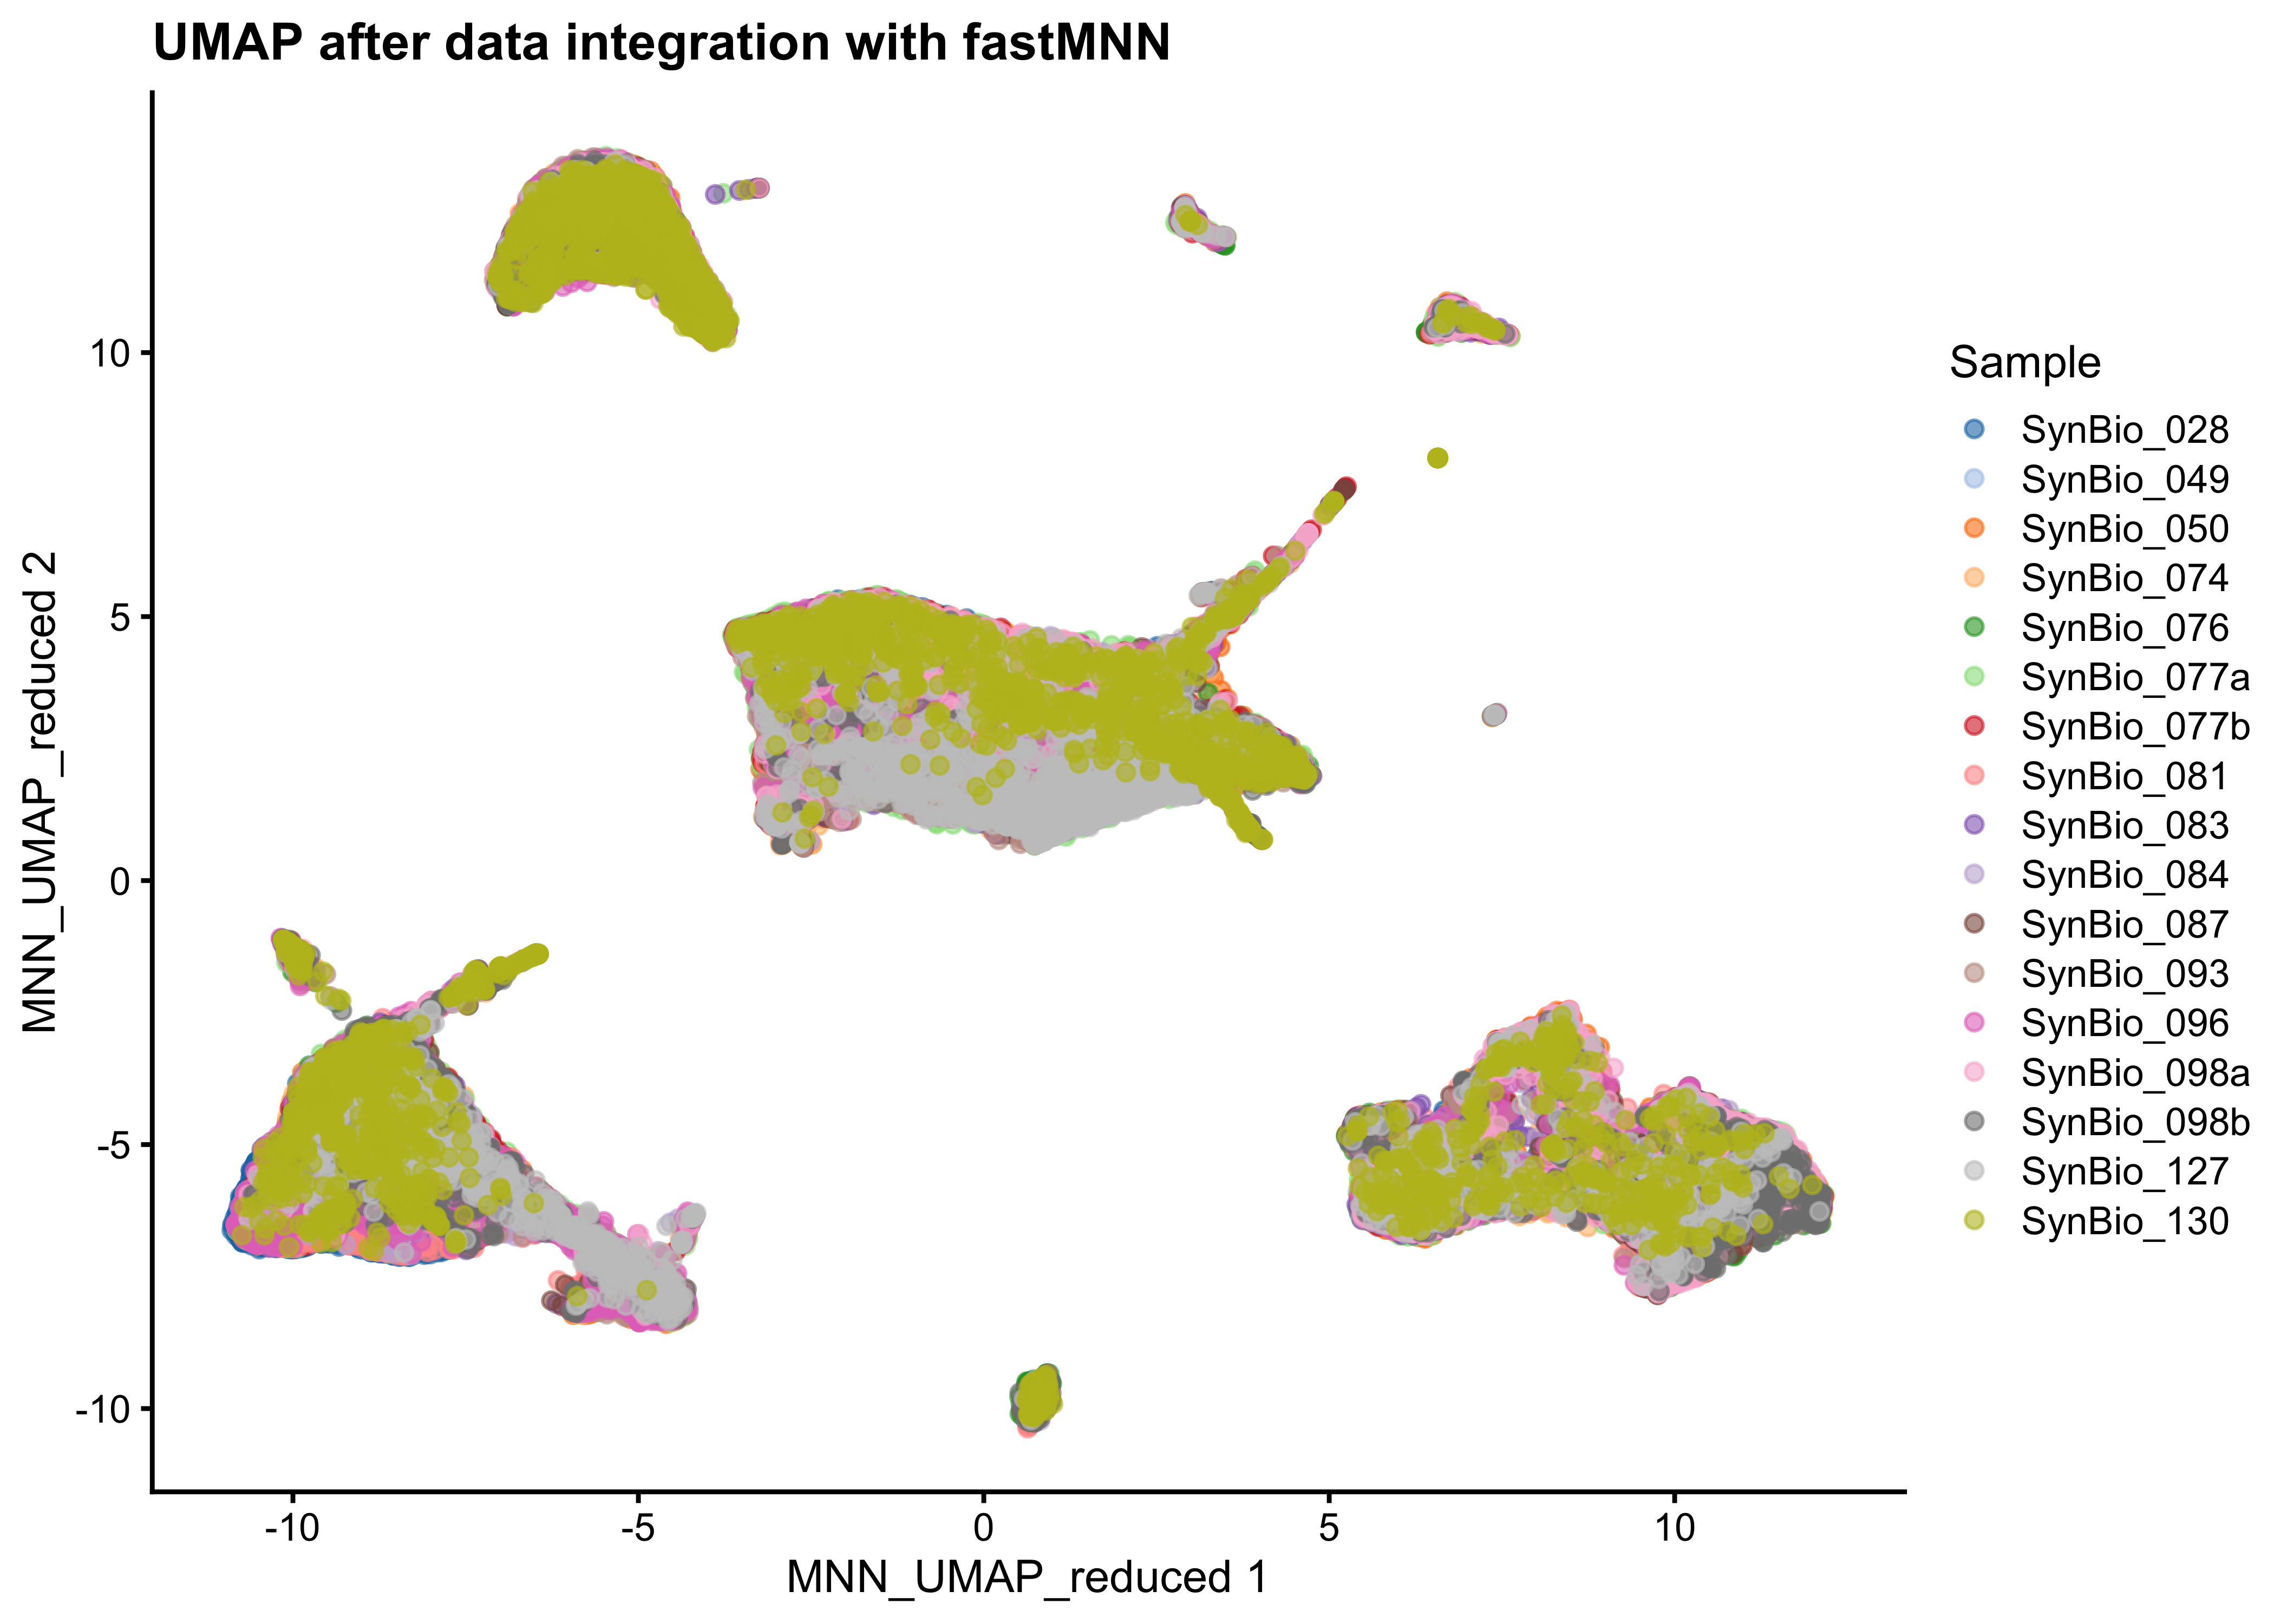 UMAP after data integration with fastMNN
MNN_UMAP_reduced 2
10
5
0
-5
-10
-10
-5
0
5
10
MNN_UMAP_reduced 1
Sample
SynBio_028
SynBio_049
SynBio_050
SynBio_074
SynBio_076
SynBio_077a
SynBio_077b
SynBio_081
SynBio_083
SynBio_084
SynBio_087
SynBio_093
SynBio_096
SynBio_098a
SynBio_098b
SynBio_127
SynBio_130